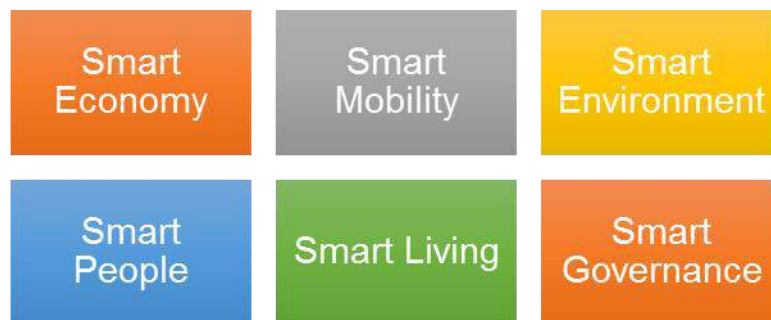 Smart
Economy
Smart
Mobility
Smart
Environment
Smart
People
Smart Living
Smart
Governance